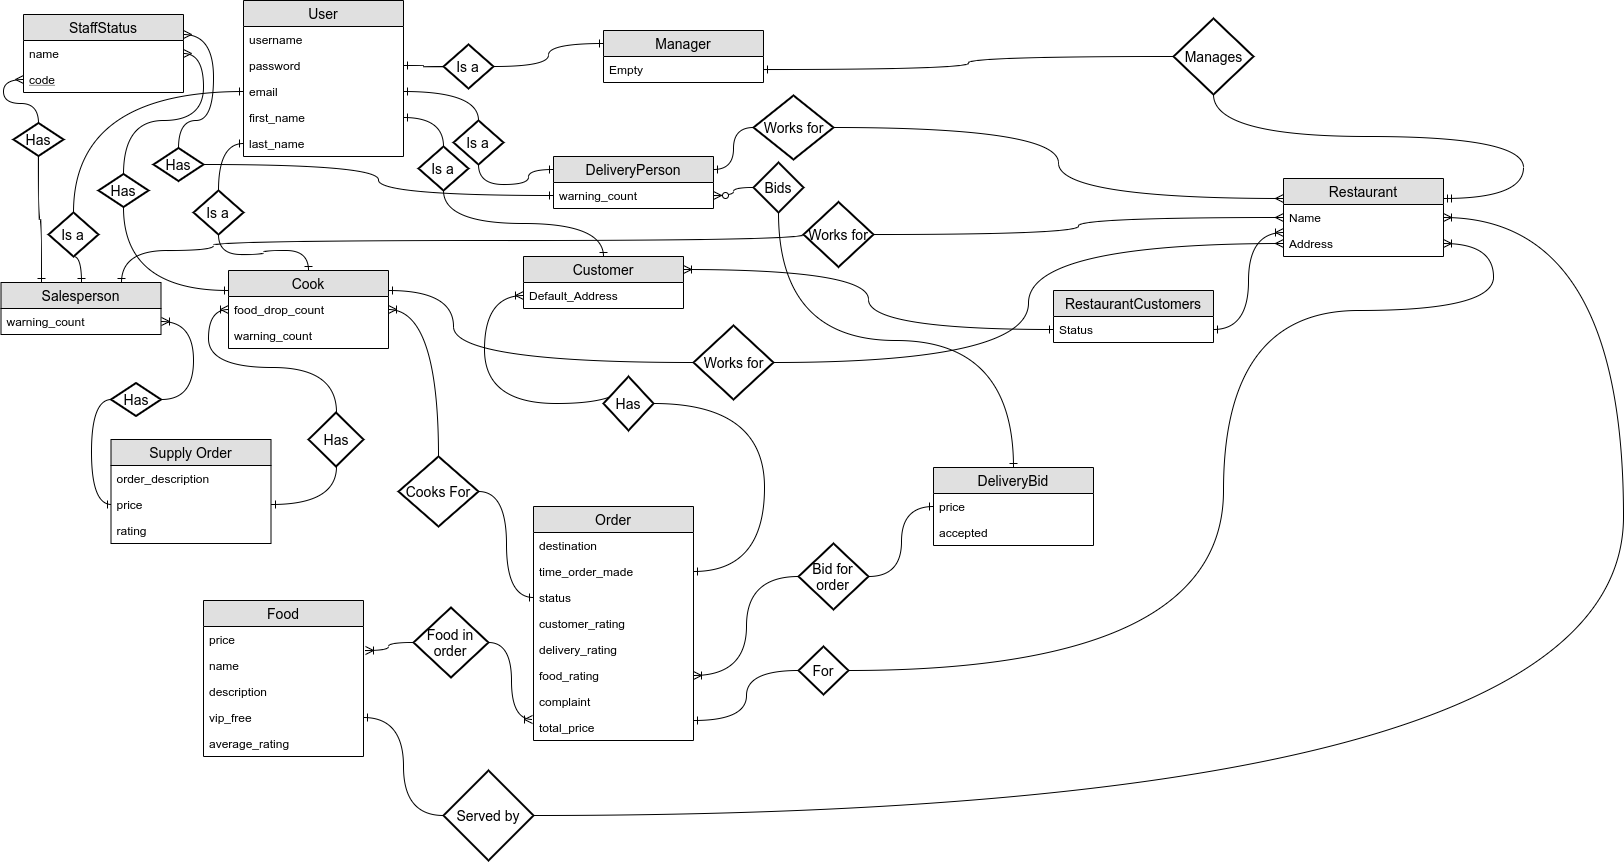 StaffStatus
name
code
User
username
password
email
first_name
last_name
Is a
Manager
Empty
Manages
Has
Is a
Is a
Works for
DeliveryPerson
warning_count
Has
Has
Bids
Restaurant
Name
Address
Is a
Is a
Works for
Customer
Default_Address
Cook
food_drop_count
warning_count
Salesperson
warning_count
RestaurantCustomers
Status
Works for
Has
Has
Has
Supply Order
order_description
price
rating
Cooks For
DeliveryBid
price
accepted
Order
destination
time_order_made
status
customer_rating
delivery_rating
food_rating
complaint
total_price
Bid for
order
Food
price
name
description
vip_free
average_rating
Food in
order
For
Served by